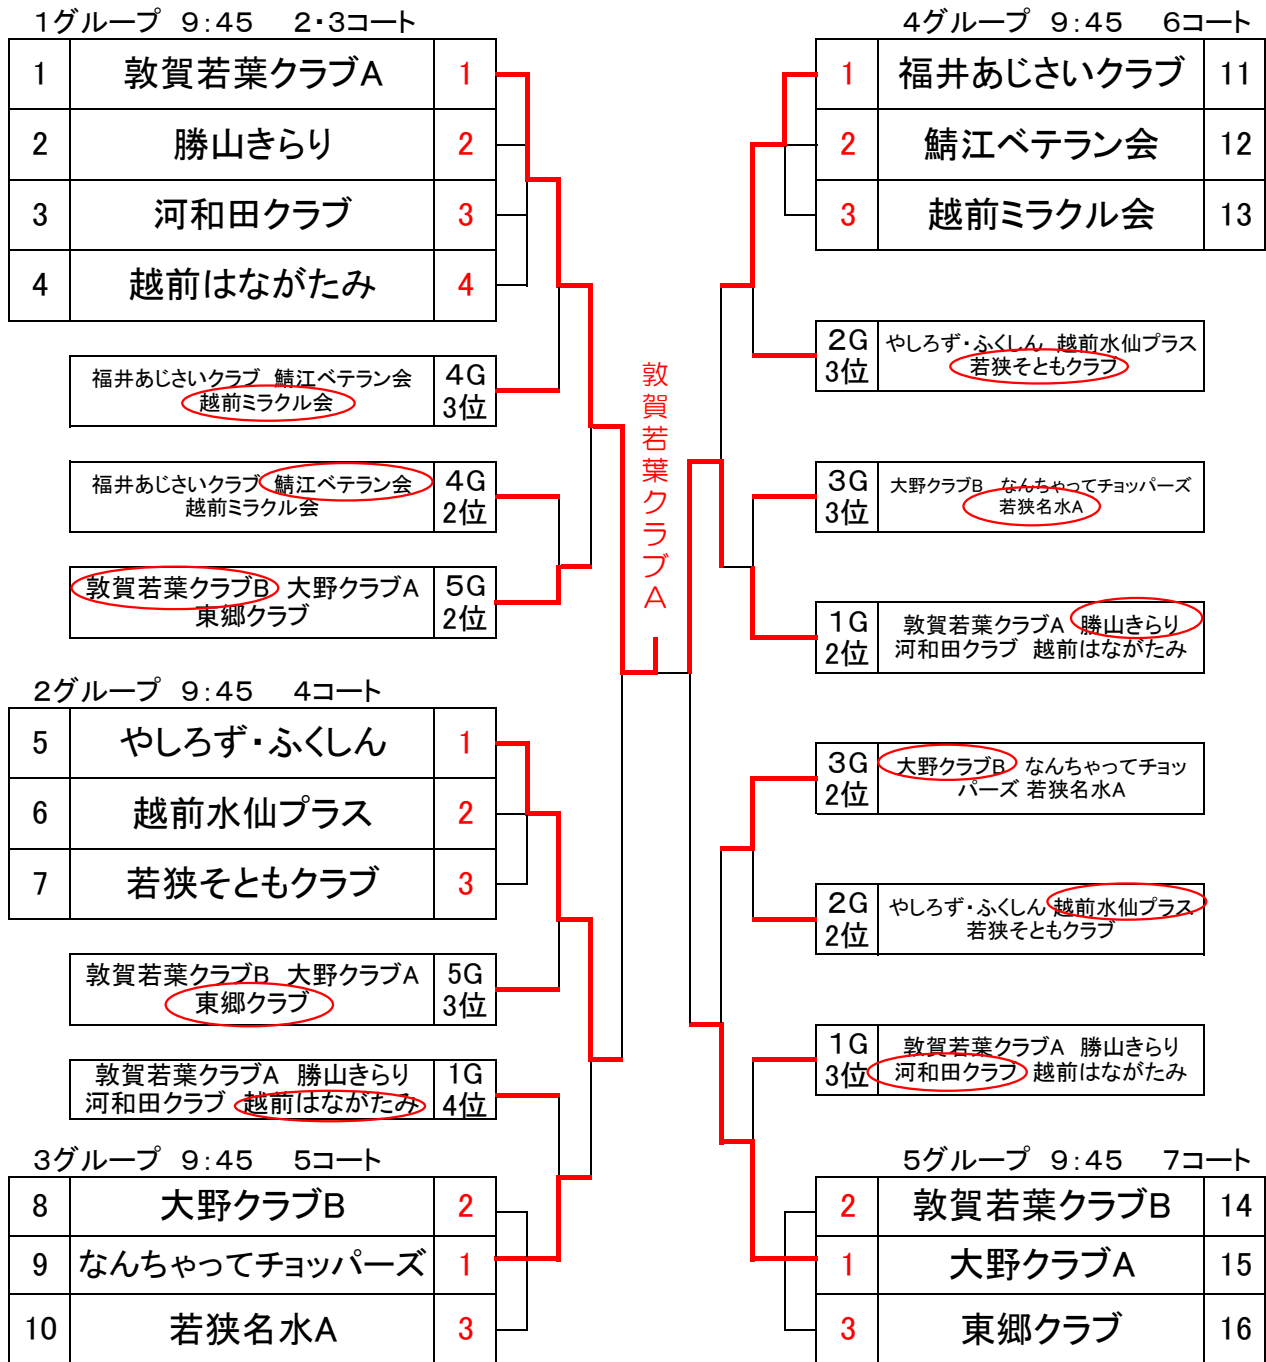 1グループ 9:45 2・3コート
1 敦賀若葉クラブA 1
2 勝山きらり 2
3 河和田クラブ 3
4 越前はながたみ 4
福井あじさいクラブ 鯖江ベテラン会 4G
越前ミラクル会 3位
福井あじさいクラブ 鯖江ベテラン会 4G
越前ミラクル会 2位
敦賀若葉クラブB 大野クラブA 5G
東郷クラブ 2位
2グループ 9:45 4コート
5 やしろず・ふくしん 1
6 越前水仙プラス 2
7 若狭そともクラブ 3
敦賀若葉クラブB 大野クラブA 5G
東郷クラブ 3位
敦賀若葉クラブA 勝山きらり 1G
河和田クラブ 越前はながたみ 4位
3グループ 9:45 5コート
8 大野クラブB 2
9 なんちゃってチョッパーズ 1
10 若狭名水A 3
敦賀若葉クラブA
4グループ 9:45 6コート
1 福井あじさいクラブ 11
2 鯖江ベテラン会 12
3 越前ミラクル会 13
2G やしろず・ふくしん 越前水仙プラス
3位 若狭そともクラブ
3G 大野クラブB なんちゃってチョッパーズ
3位 若狭名水A
1G 敦賀若葉クラブA 勝山きらり
2位 河和田クラブ 越前はながたみ
3G 大野クラブB なんちゃってチョッ
2位 パーズ 若狭名水A
2G やしろず・ふくしん 越前水仙プラス
2位 若狭そともクラブ
1G 敦賀若葉クラブA 勝山きらり
3位 河和田クラブ 越前はながたみ
5グループ 9:45 7コート
2 敦賀若葉クラブB 14
1 大野クラブA 15
3 東郷クラブ 16